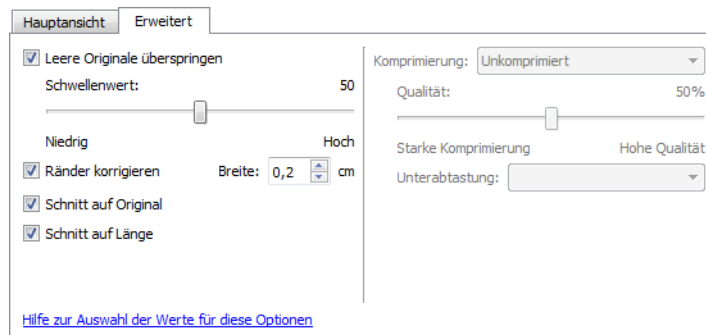 Hauptansicht
Erweitert
Leere Originale überspringen
Schwellenwert: 50
Niedrig Hoch
Ränder korrigieren Breite: 0,2 cm
Schnitt auf Original
Schnitt auf Länge
Hilfe zur Auswahl der Werte für diese Optionen
Komprimierung: Unkomprimiert
Qualität: 50%
Starke Komprimierung Hohe Qualität
Unterabtastung: